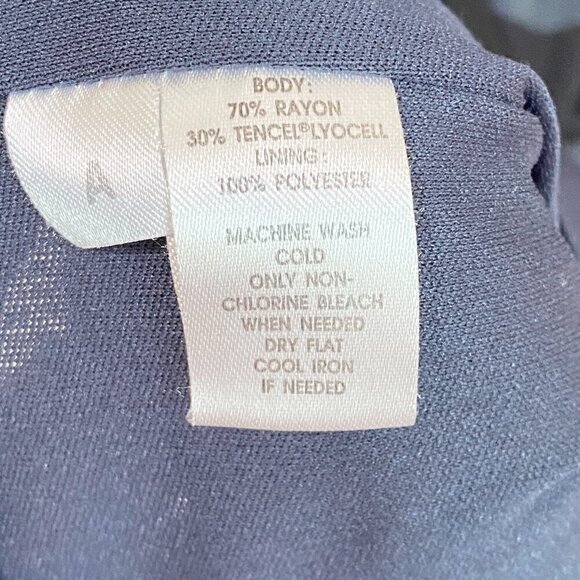 BODY:
70% RAYON
30% TENCEL®LYOCELL
LINING:
100% POLYESTER
MACHINE WASH
COLD
ONLY NON-
CHLORINE BLEACH
WHEN NEEDED
DRY FLAT
COOL IRON
IF NEEDED
A